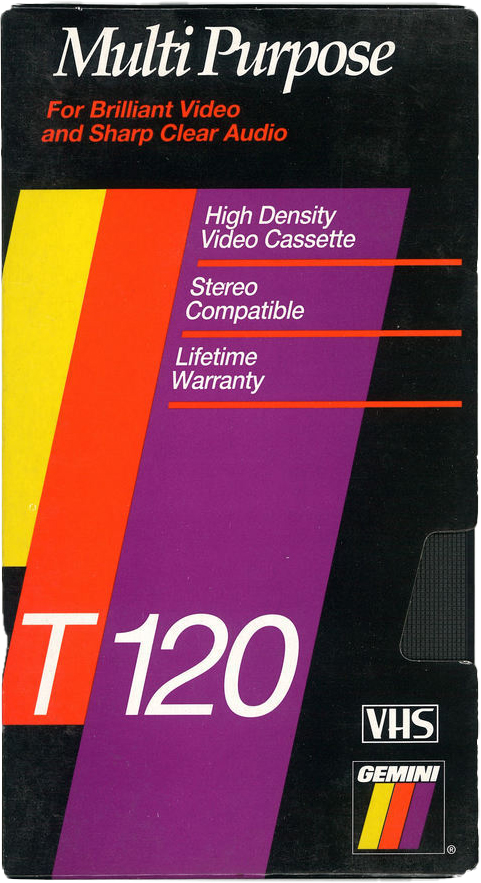 Multi Purpose
For Brilliant Video
and Sharp Clear Audio
High Density
Video Cassette
Stereo
Compatible
Lifetime
Warranty
T 120
VHS
GEMINI
®